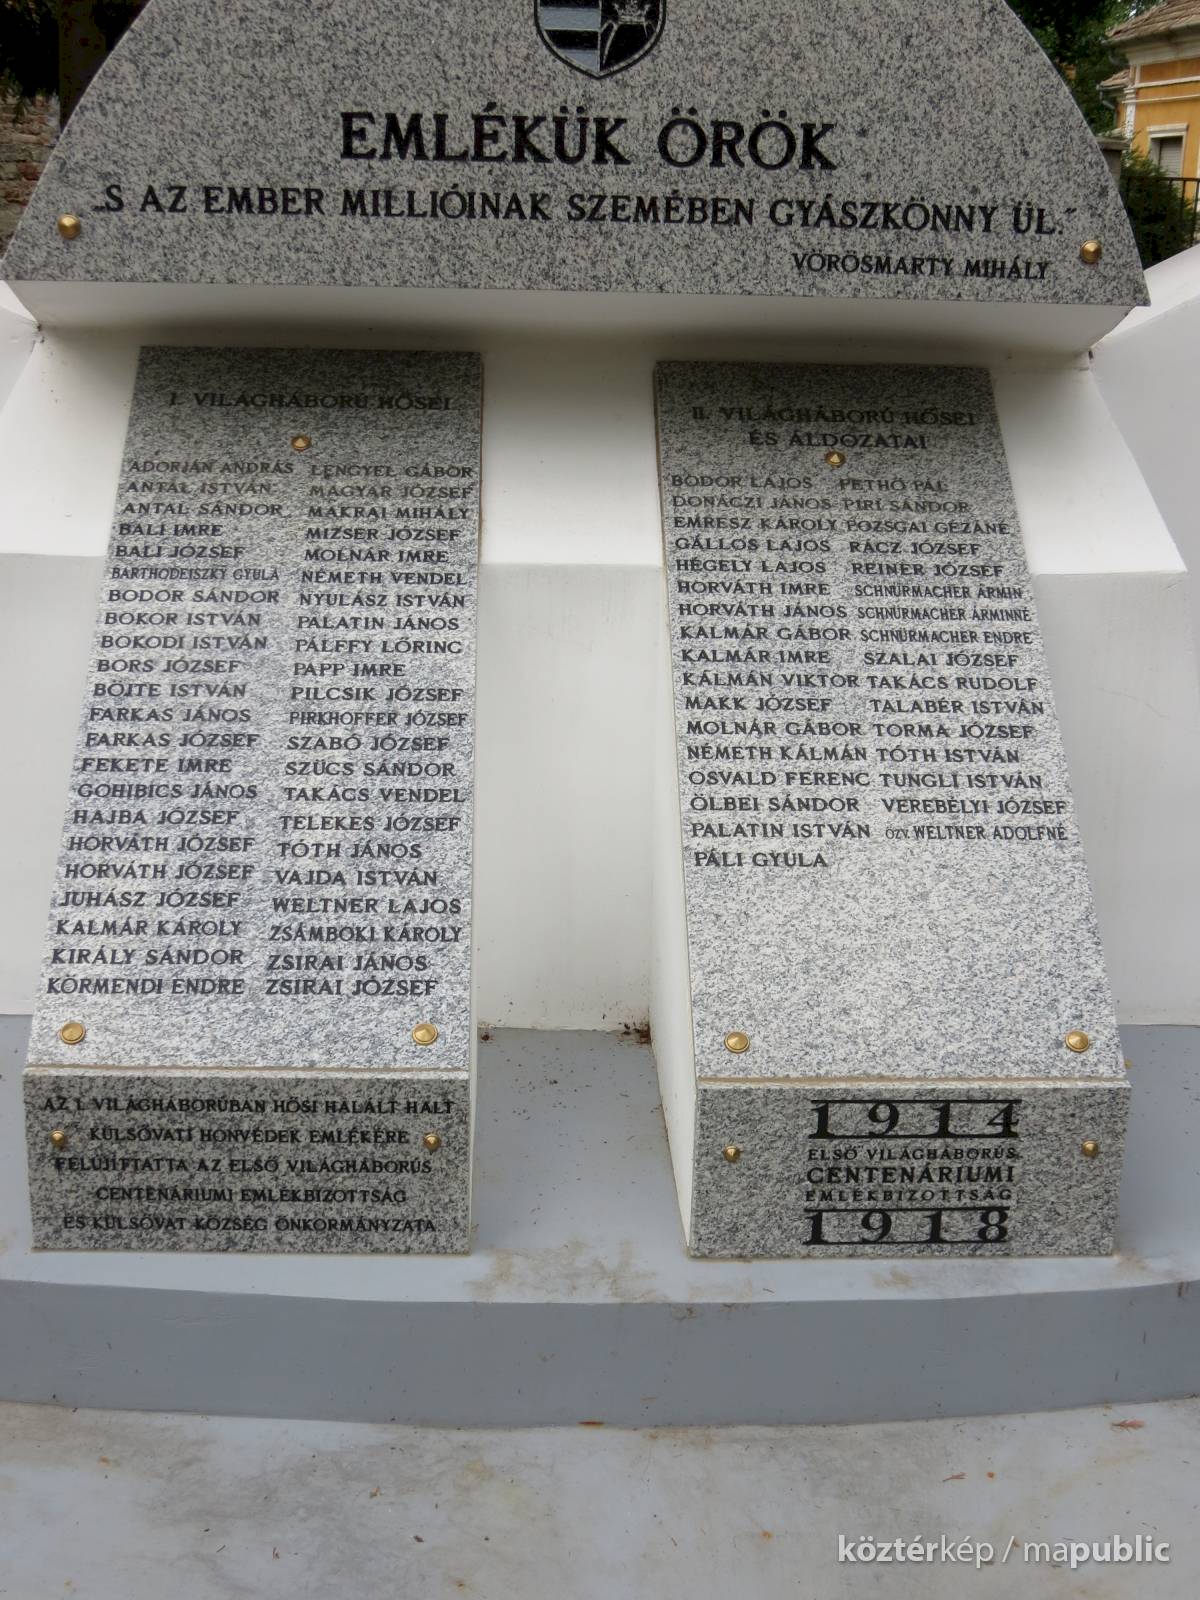 EMLÉKÜK ÖRÖK
„S AZ EMBER MILLIÓINAK SZEMÉBEN GYÁSZKÖNNY ÜL."
VÖRÖSMARTY MIHÁLY
I. VILÁGHÁBORÚ HŐSEI
ADORJÁN ANDRÁS
ANTAL ISTVÁN
ANTAL SÁNDOR
BALI IMRE
BALI JÓZSEF
BARTHODEISZKY GYULA
BODOR SÁNDOR
BOKOR ISTVÁN
BOKODI ISTVÁN
BORS JÓZSEF
BÖJTE ISTVÁN
FARKAS JÁNOS
FARKAS JÓZSEF
FEKETE IMRE
GOHIBICS JÁNOS
HAJBA JÓZSEF
HORVÁTH JÓZSEF
HORVÁTH JÓZSEF
JUHÁSZ JÓZSEF
KALMÁR KÁROLY
KIRÁLY SÁNDOR
KÖRMENDI ENDRE
LENGYEL GÁBOR
MAGYAR JÓZSEF
MAKRAI MIHÁLY
MIZSER JÓZSEF
MOLNÁR IMRE
NÉMETH VENDEL
NYULÁSZ ISTVÁN
PALATIN JÁNOS
PÁLFFY LŐRINC
PAPP IMRE
PILCSIK JÓZSEF
PIRKHOFFER JÓZSEF
SZABÓ JÓZSEF
SZŰCS SÁNDOR
TAKÁCS VENDEL
TELEKES JÓZSEF
TÓTH JÁNOS
VAJDA ISTVÁN
WELTNER LAJOS
ZSÁMBOKI KÁROLY
ZSIRAI JÁNOS
ZSIRAI JÓZSEF
AZ I. VILÁGHÁBORÚBAN HŐSI HALÁLT HALT
KÜLSŐVATI HONVÉDEK EMLÉKÉRE
FELÚJÍTTATTA AZ ELSŐ VILÁGHÁBORÚS
CENTENÁRIUMI EMLÉKBIZOTTSÁG
ÉS KÜLSŐVAT KÖZSÉG ÖNKORMÁNYZATA
II. VILÁGHÁBORÚ HŐSEI
ÉS ÁLDOZATAI
BODOR LAJOS
DONÁCZI JÁNOS
EMRESZ KÁROLY
GÁLLOS LAJOS
HÉGELY LAJOS
HORVÁTH IMRE
HORVÁTH JÁNOS
KALMÁR GÁBOR
KALMÁR IMRE
KÁLMÁN VIKTOR
MAKK JÓZSEF
MOLNÁR GÁBOR
NÉMETH KÁLMÁN
OSVALD FERENC
ÖLBEI SÁNDOR
PALATIN ISTVÁN
PÁLI GYULA
PETHŐ PÁL
PIRI SÁNDOR
POZSGAI GÉZÁNÉ
RÁCZ JÓZSEF
REINER JÓZSEF
SCHNÜRMACHER ÁRMIN
SCHNÜRMACHER ÁRMINNÉ
SCHNÜRMACHER ENDRE
SZALAI JÓZSEF
TAKÁCS RUDOLF
TALABÉR ISTVÁN
TORMA JÓZSEF
TÓTH ISTVÁN
TUNGLI ISTVÁN
VEREBÉLYI JÓZSEF
ÖZV. WELTNER ADOLFNÉ
1914
ELSŐ VILÁGHÁBORÚS
CENTENÁRIUMI
EMLÉKBIZOTTSÁG
1918
köztérkép / mapublic